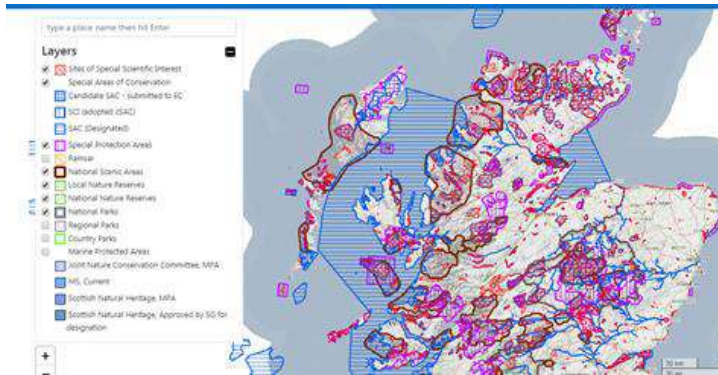 type a place name then hit Enter
Layers
Sites of Special Scientific Interest
Special Areas of Conservation
Candidate SAC - submitted to EC
SCI (adopted cSAC)
SAC (Designated)
Special Protection Areas
Ramsar
National Scenic Areas
Local Nature Reserves
National Nature Reserves
National Parks
Regional Parks
Country Parks
Marine Protected Areas
Joint Nature Conservation Committee, MPA
MS, Current
Scottish Natural Heritage, MPA
Scottish Natural Heritage, Approved by SG for
designation
+